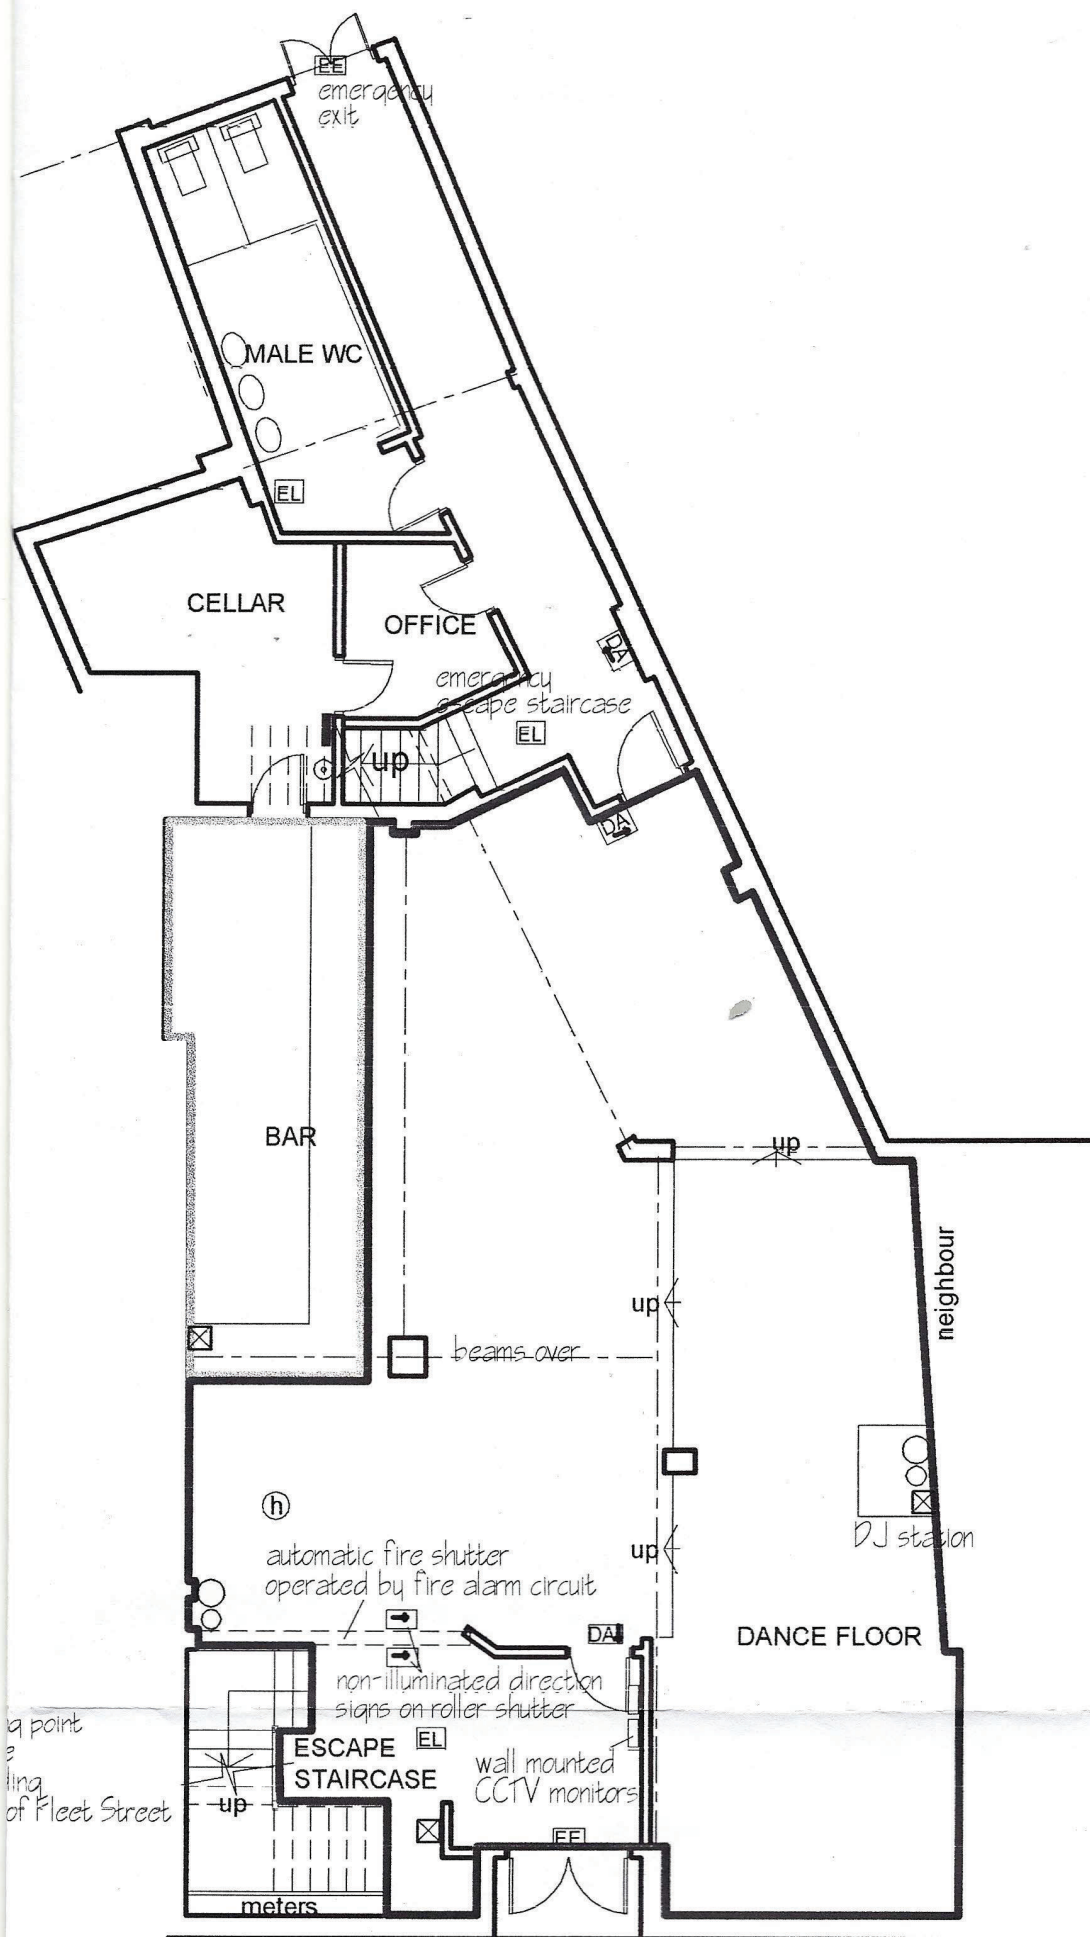 EE
emergency
exit
MALE WC
EL
CELLAR
OFFICE
DA
emergency
escape staircase
EL
up
DA
BAR
up
neighbour
up
beams over
h
DJ station
automatic fire shutter
operated by fire alarm circuit
up
DA
DANCE FLOOR
non-illuminated direction
signs on roller shutter
EL
ESCAPE
STAIRCASE
wall mounted
CCTV monitors
point
of Fleet Street
up
EE
meters